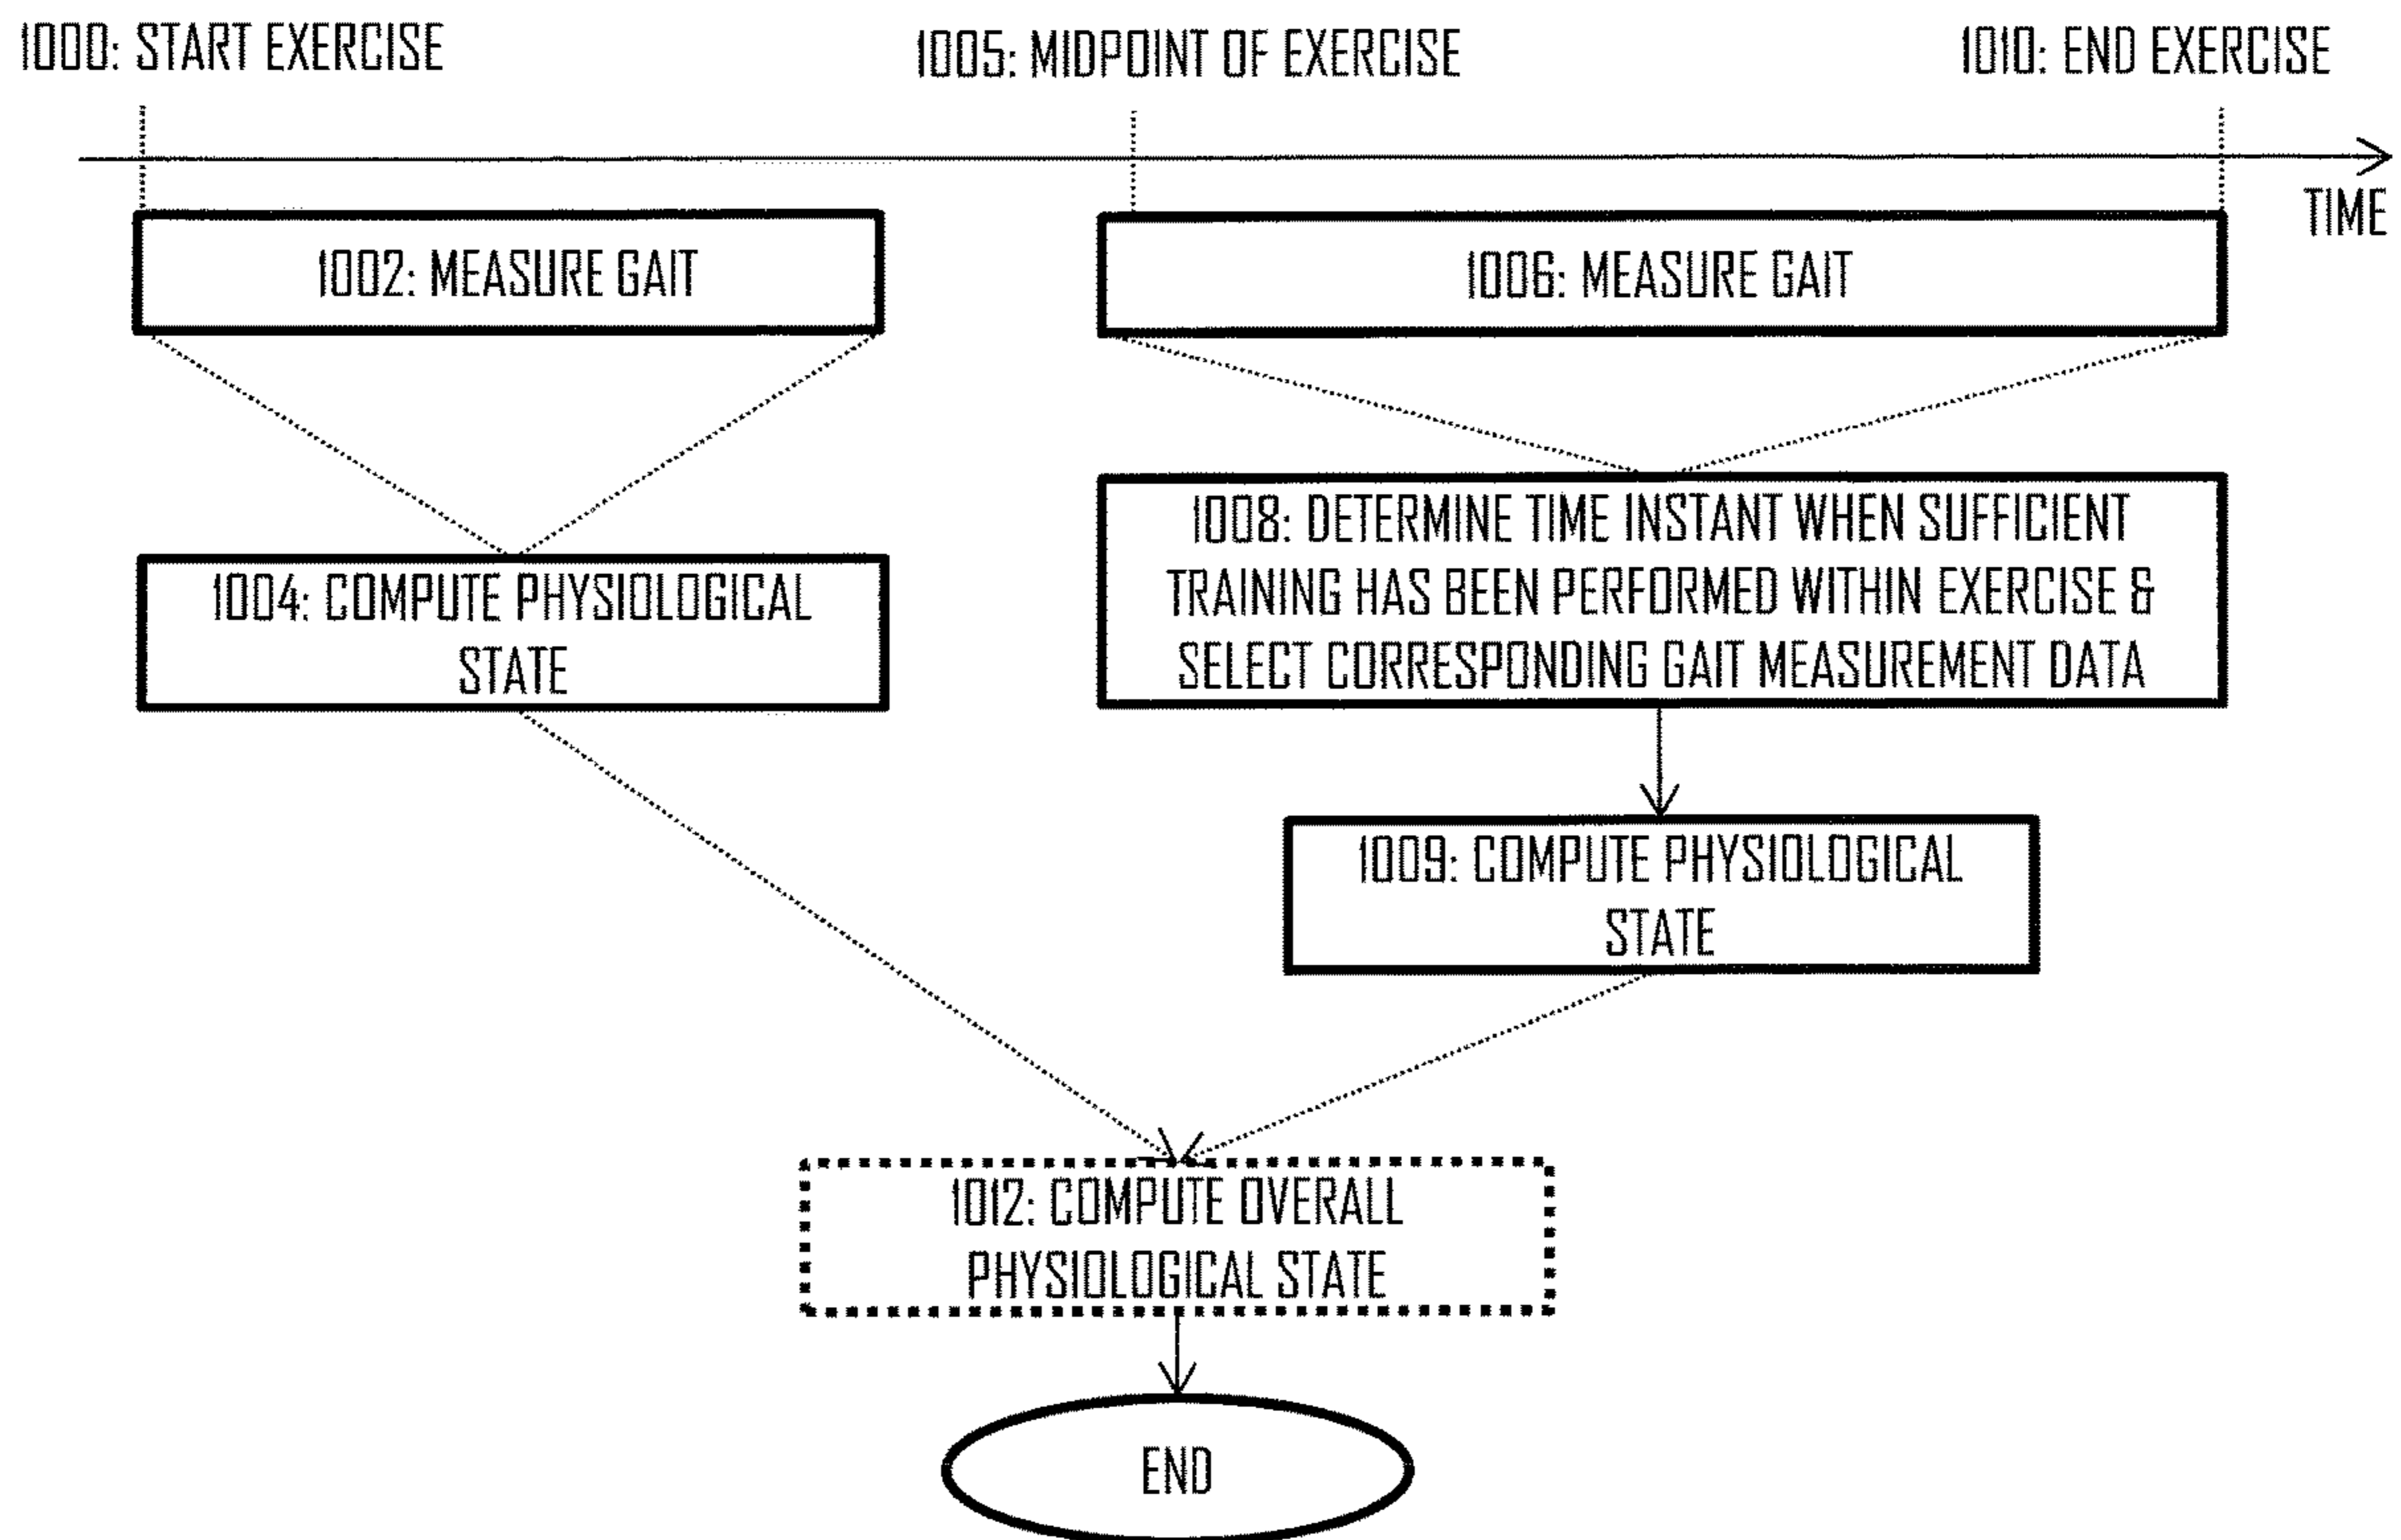 1000: START EXERCISE
1005: MIDPOINT OF EXERCISE
1010: END EXERCISE
TIME
1002: MEASURE GAIT
1006: MEASURE GAIT
1004: COMPUTE PHYSIOLOGICAL
STATE
1008: DETERMINE TIME INSTANT WHEN SUFFICIENT
TRAINING HAS BEEN PERFORMED WITHIN EXERCISE &
SELECT CORRESPONDING GAIT MEASUREMENT DATA
1009: COMPUTE PHYSIOLOGICAL
STATE
1012: COMPUTE OVERALL
PHYSIOLOGICAL STATE
END